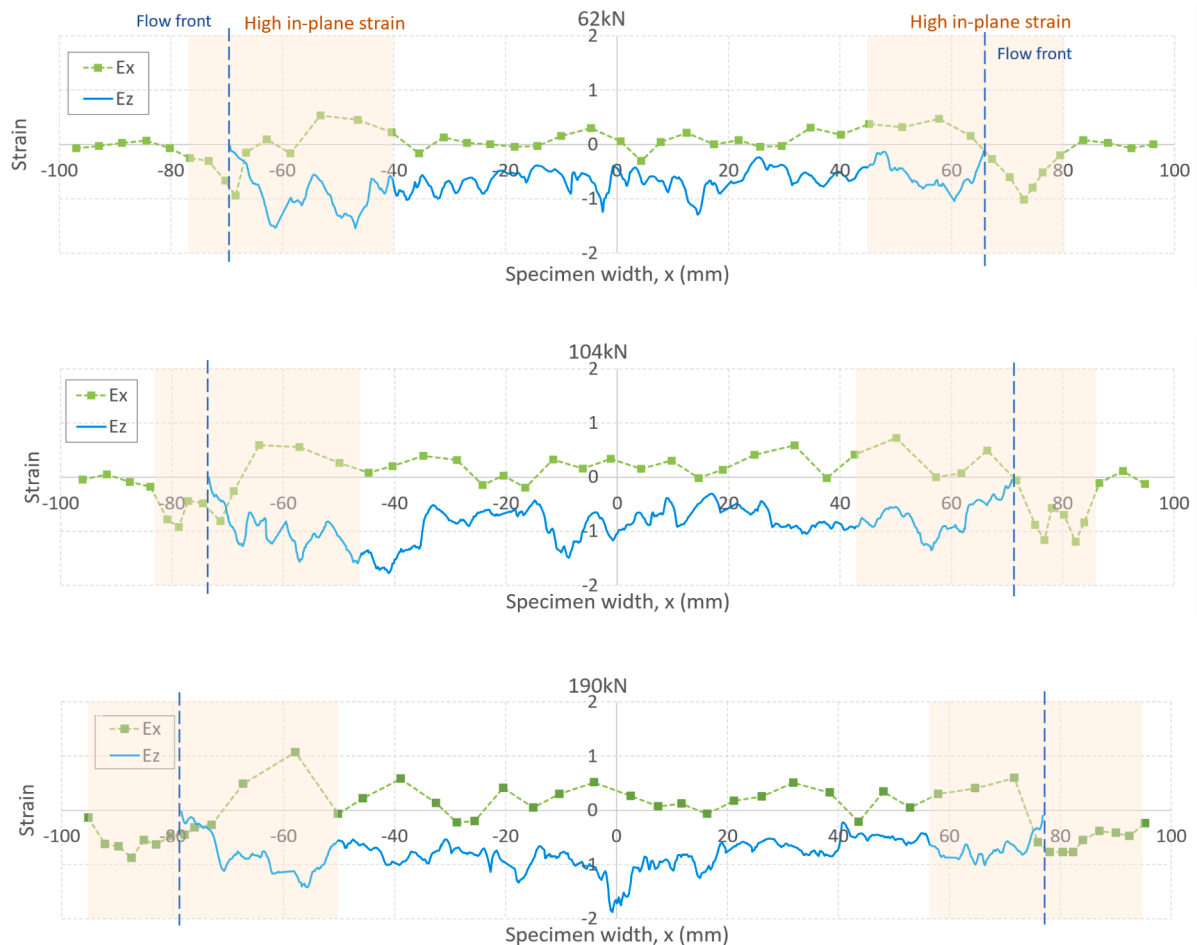 62kN
Flow front
High in-plane strain
High in-plane strain
Flow front
Ex
Ez
Strain
2
1
0
-1
-2
-100 -80 -60 -40 -20 0 20 40 60 80 100
Specimen width, x (mm)
104kN
Ex
Ez
Strain
2
1
0
-1
-2
-100 -80 -60 -40 -20 0 20 40 60 80 100
Specimen width, x (mm)
190kN
Ex
Ez
Strain
2
1
0
-1
-2
-100 -80 -60 -40 -20 0 20 40 60 80 100
Specimen width, x (mm)